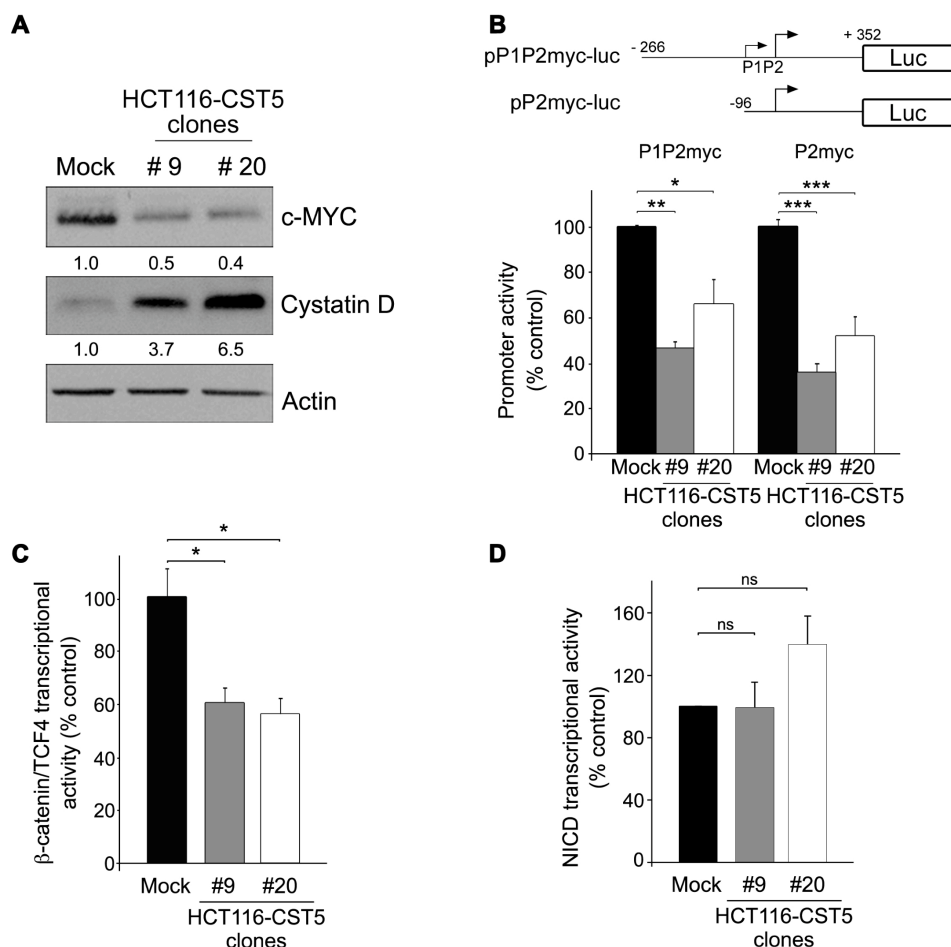 A
HCT116-CST5
clones
Mock # 9 # 20
c-MYC
1.0 0.5 0.4
Cystatin D
1.0 3.7 6.5
Actin
B
pP1P2myc-luc
- 266
+ 352
P1P2
Luc
pP2myc-luc
-96
Luc
P1P2myc P2myc
Promoter activity
(% control)
100
80
60
40
20
0
*
**
***
***
Mock #9 #20 Mock #9 #20
HCT116-CST5 HCT116-CST5
clones clones
C
β-catenin/TCF4 transcriptional
activity (% control)
100
80
60
40
20
0
*
*
Mock #9 #20
HCT116-CST5
clones
D
NICD transcriptional activity
(% control)
160
120
80
40
0
ns
ns
Mock #9 #20
HCT116-CST5
clones